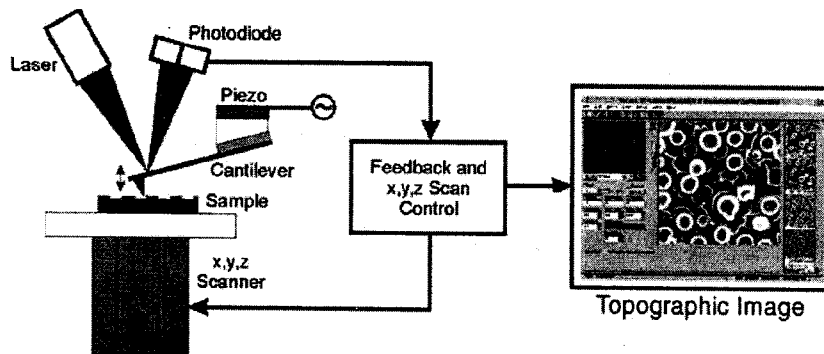 Photodiode
Laser
Piezo
Cantilever
Sample
Feedback and
x,y,z Scan
Control
x,y,z
Scanner
Topographic Image